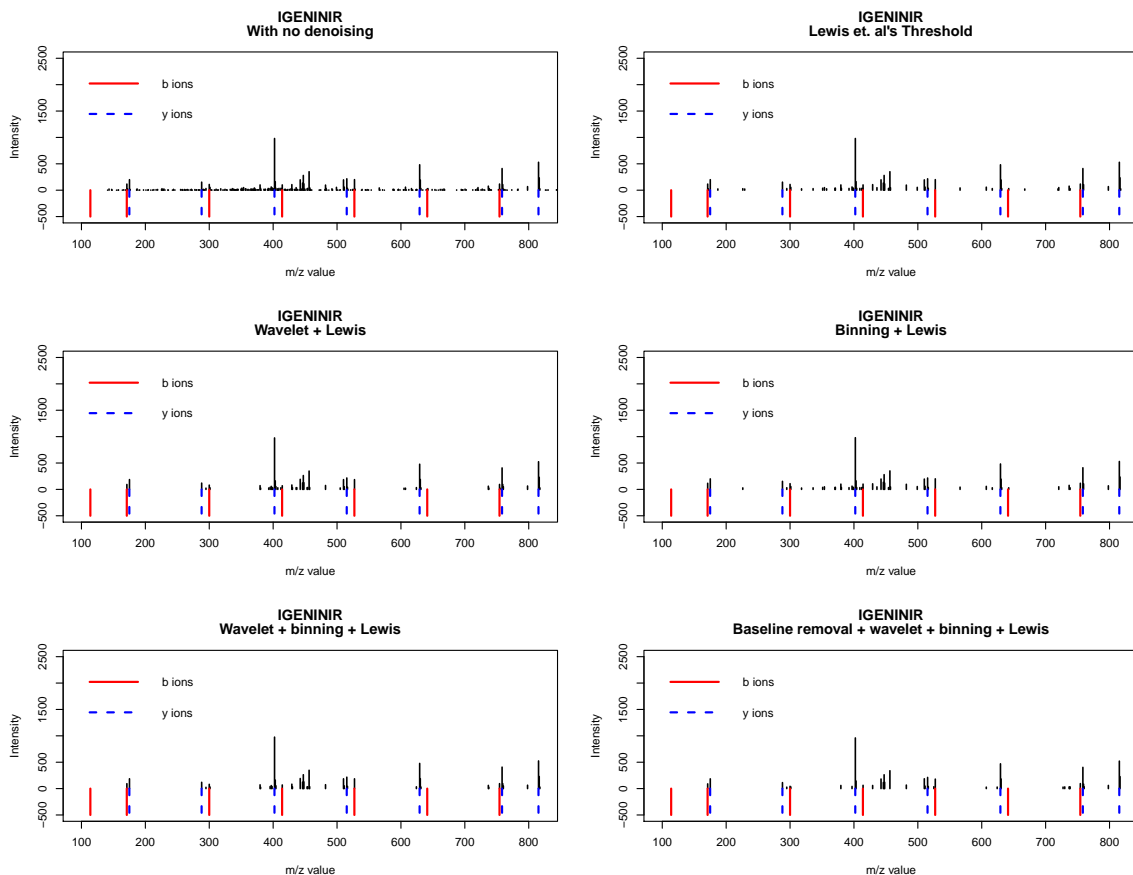 IGENINIR
With no denoising
2500
1500
500
0
−500
Intensity
b ions
y ions
100 200 300 400 500 600 700 800
m/z value
IGENINIR
Lewis et. al's Threshold
2500
1500
500
0
−500
Intensity
b ions
y ions
100 200 300 400 500 600 700 800
m/z value
IGENINIR
Wavelet + Lewis
2500
1500
500
0
−500
Intensity
b ions
y ions
100 200 300 400 500 600 700 800
m/z value
IGENINIR
Binning + Lewis
2500
1500
500
0
−500
Intensity
b ions
y ions
100 200 300 400 500 600 700 800
m/z value
IGENINIR
Wavelet + binning + Lewis
2500
1500
500
0
−500
Intensity
b ions
y ions
100 200 300 400 500 600 700 800
m/z value
IGENINIR
Baseline removal + wavelet + binning + Lewis
2500
1500
500
0
−500
Intensity
b ions
y ions
100 200 300 400 500 600 700 800
m/z value